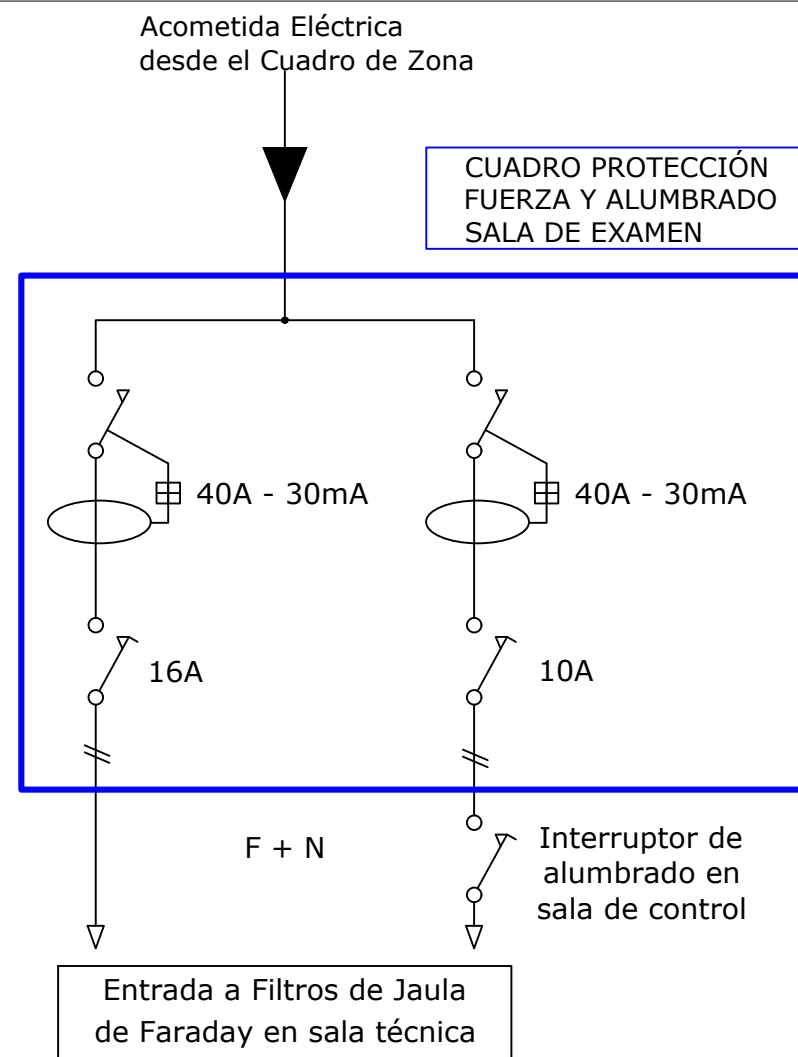 Acometida Eléctrica
desde el Cuadro de Zona
CUADRO PROTECCIÓN
FUERZA Y ALUMBRADO
SALA DE EXAMEN
40A - 30mA
40A - 30mA
16A
10A
F + N
Interruptor de
alumbrado en
sala de control
Entrada a Filtros de Jaula
de Faraday en sala técnica